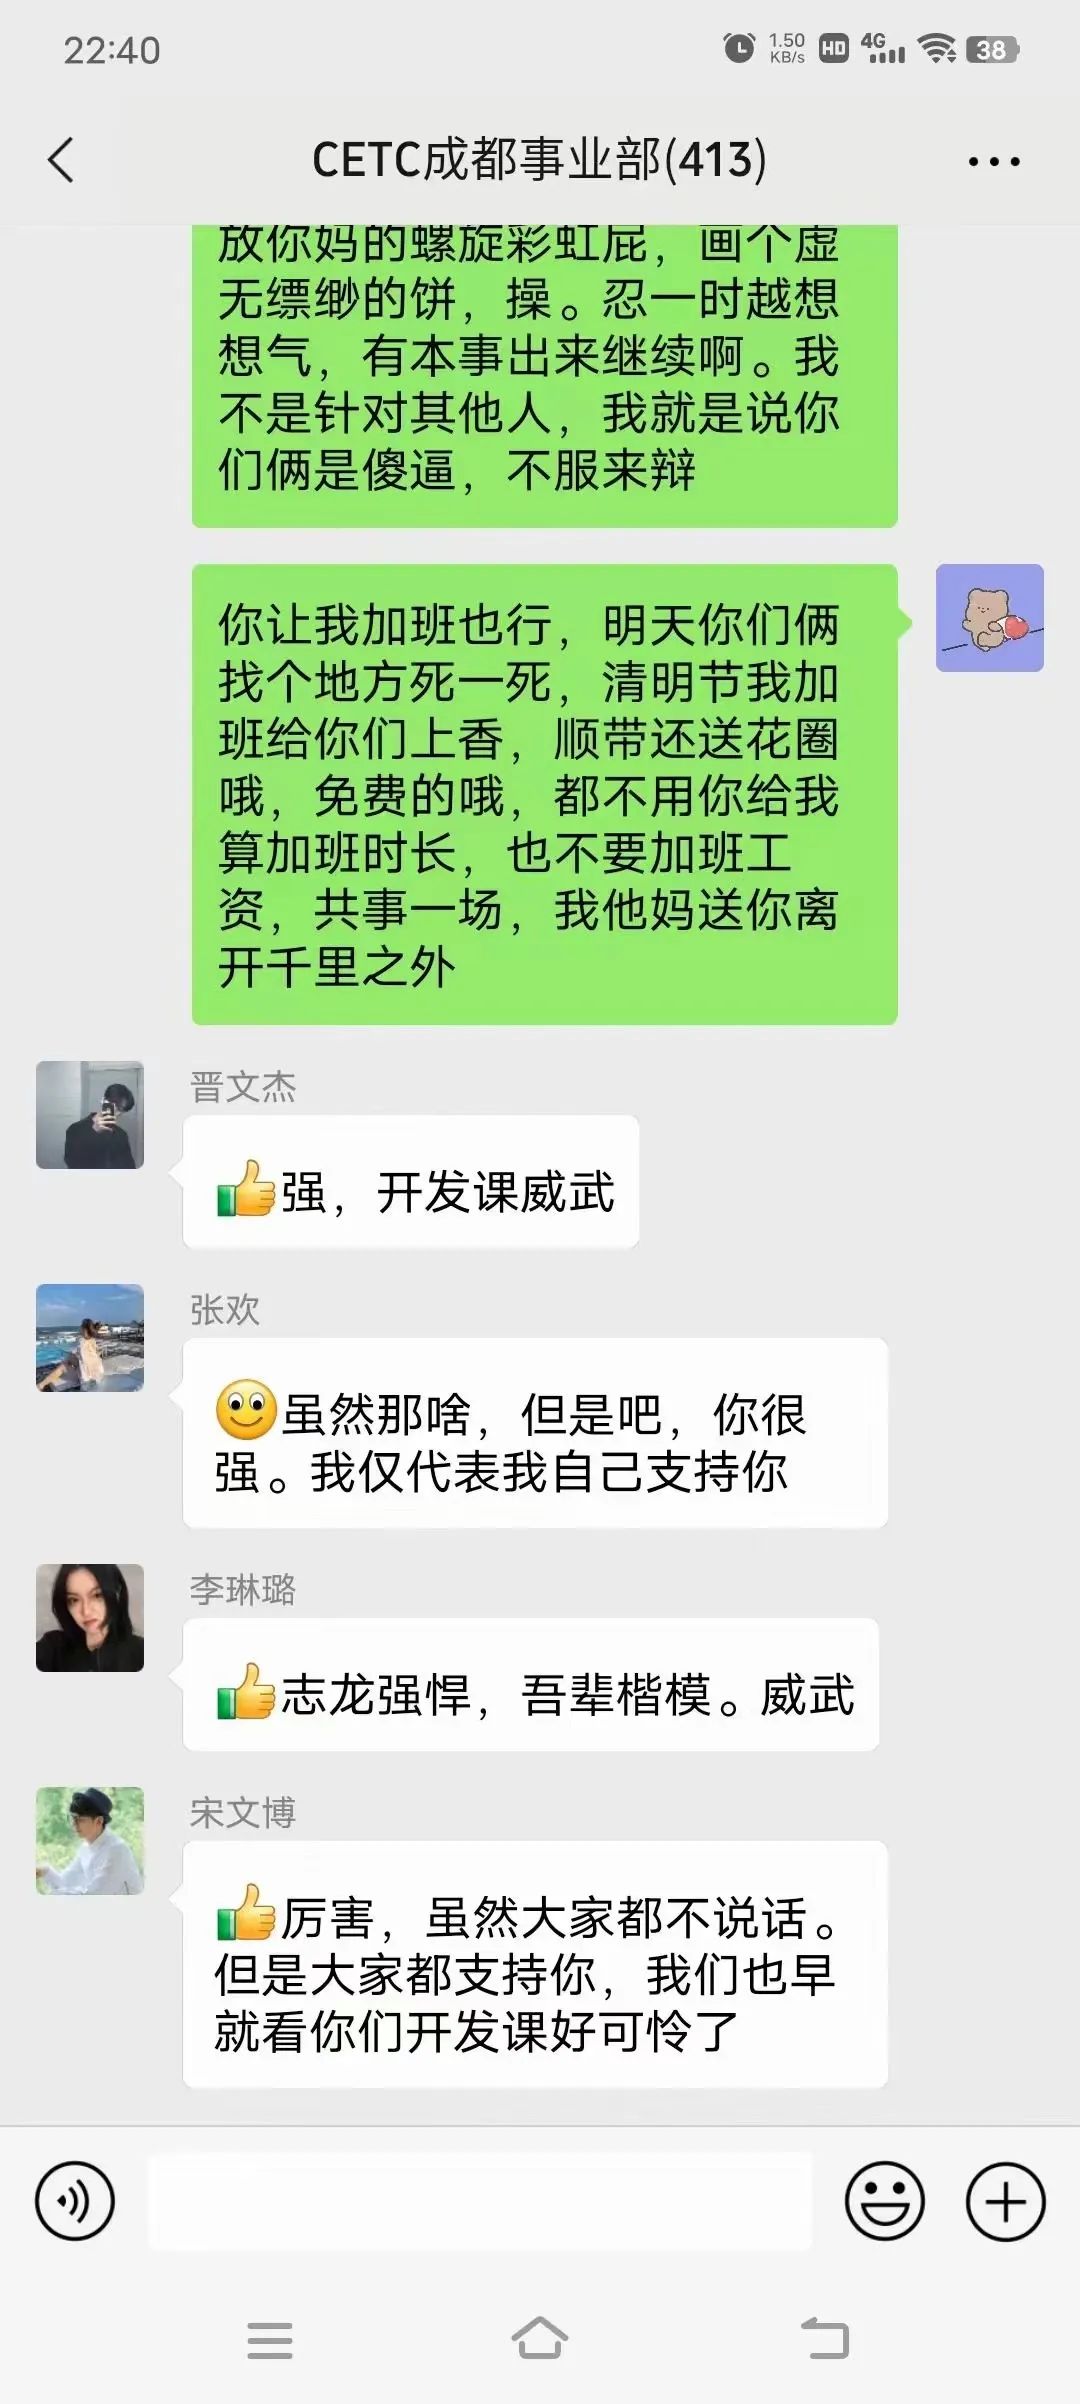 22:40
1.50
KB/s
HD
4G
38
CETC成都事业部(413)
放你妈的螺旋彩虹屁，画个虚
无缥缈的饼，操。忍一时越想
想气，有本事出来继续啊。我
不是针对其他人，我就是说你
们俩是傻逼，不服来辩
你让我加班也行，明天你们俩
找个地方死一死，清明节我加
班给你们上香，顺带还送花圈
哦，免费的哦，都不用你给我
算加班时长，也不要加班工
资，共事一场，我他妈送你离
开千里之外
晋文杰
👍强，开发课威武
张欢
🙂虽然那啥，但是吧，你很
强。我仅代表我自己支持你
李琳璐
👍志龙强悍，吾辈楷模。威武
宋文博
👍厉害，虽然大家都不说话。
但是大家都支持你，我们也早
就看你们开发课好可怜了